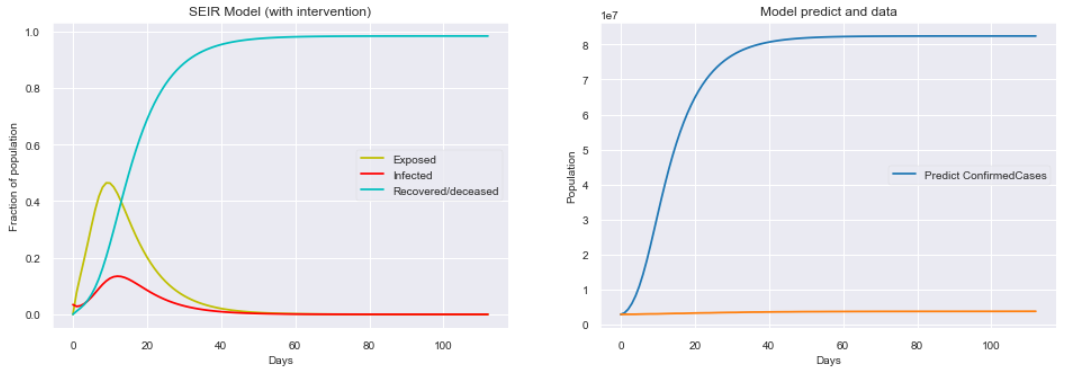 SEIR Model (with intervention)
Fraction of population
1.0
0.8
0.6
0.4
0.2
0.0
Exposed
Infected
Recovered/deceased
0 20 40 60 80 100
Days
Model predict and data
1e7
Population
8
7
6
5
4
3
2
1
0
Predict ConfirmedCases
0 20 40 60 80 100
Days